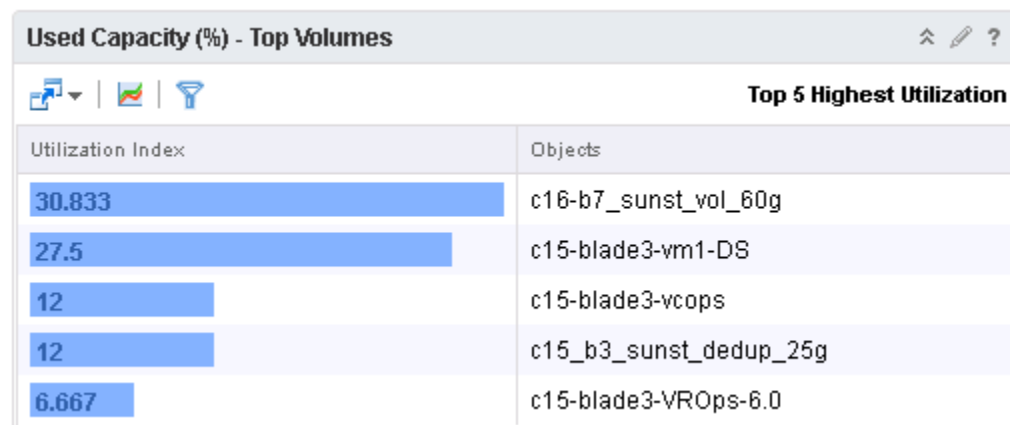 Used Capacity (%) - Top Volumes ?
Top 5 Highest Utilization
Utilization Index Objects
30.833 c16-b7_sunst_vol_60g
27.5 c15-blade3-vm1-DS
12 c15-blade3-vcops
12 c15_b3_sunst_dedup_25g
6.667 c15-blade3-VROps-6.0